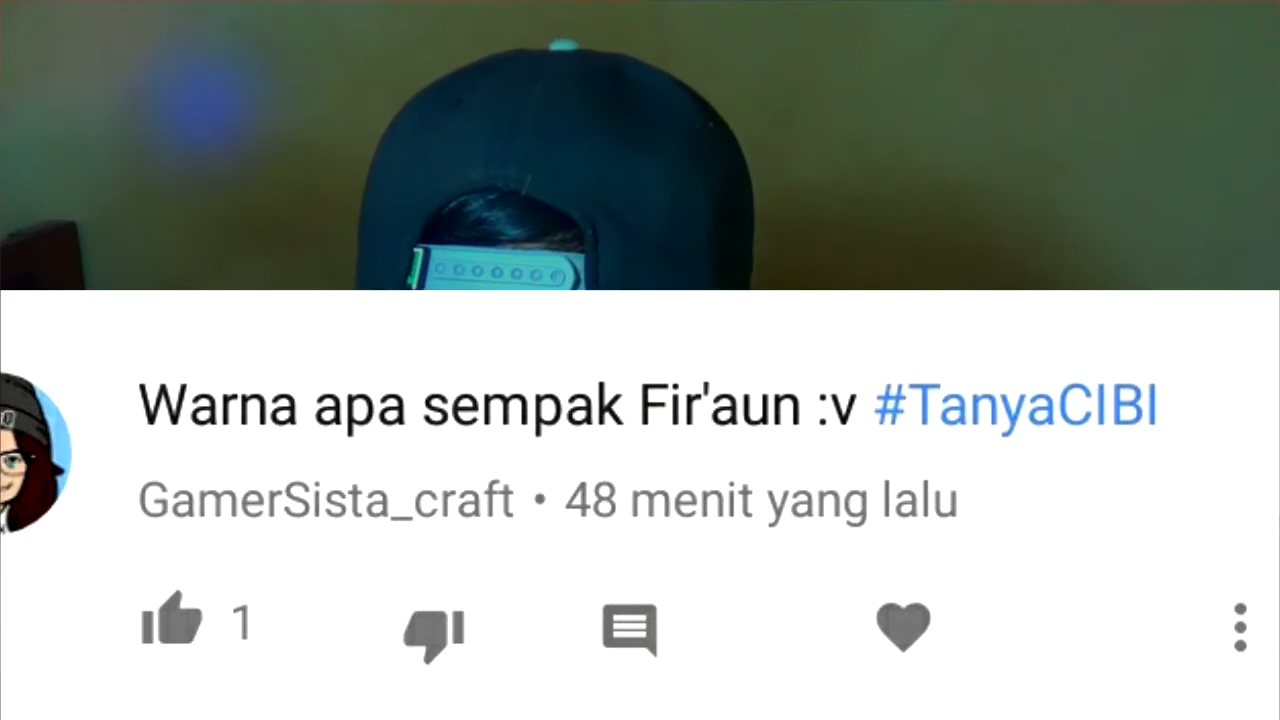 Warna apa sempak Fir'aun :v #TanyaCIBI
GamerSista_craft • 48 menit yang lalu
1